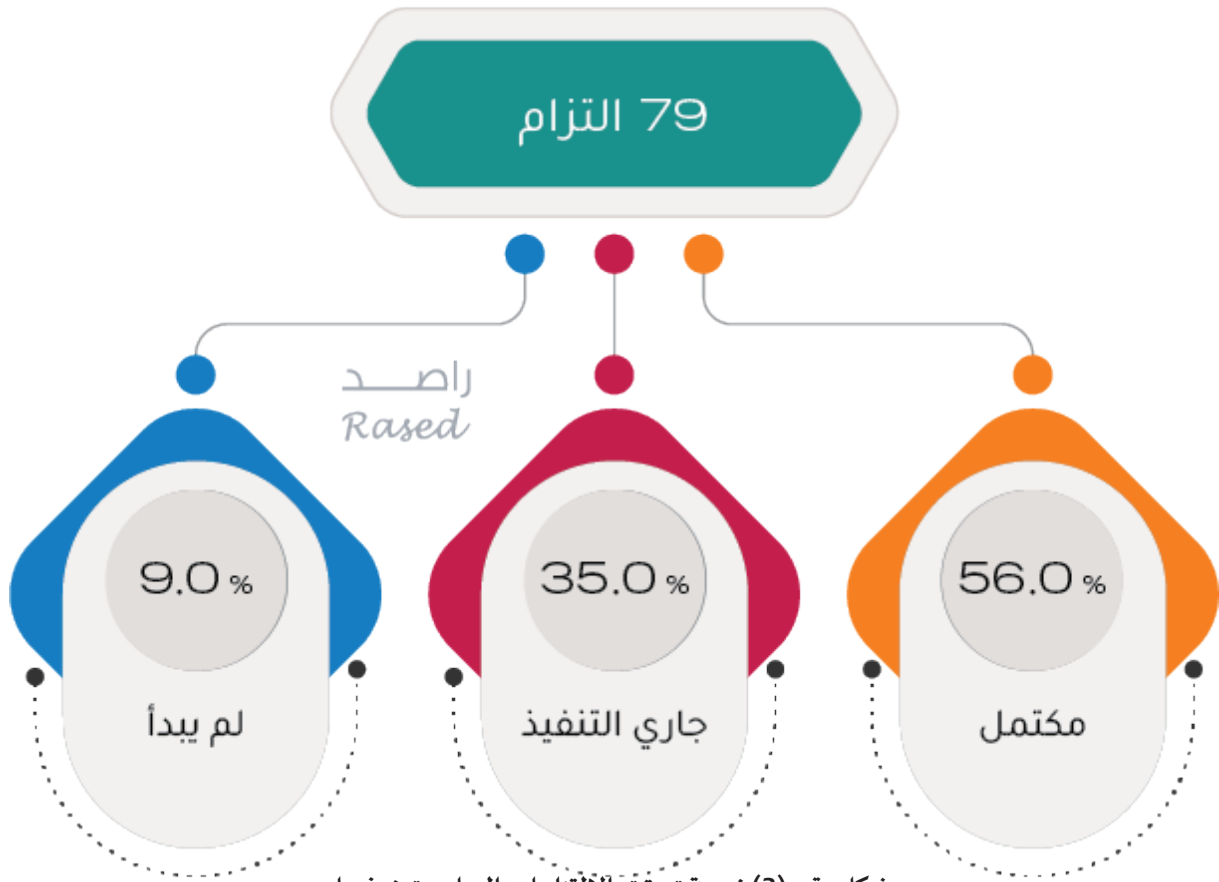 79 التزام
راصد
Rased
56.0 %
35.0 %
9.0 %
مكتمل
جاري التنفيذ
لم يبدأ